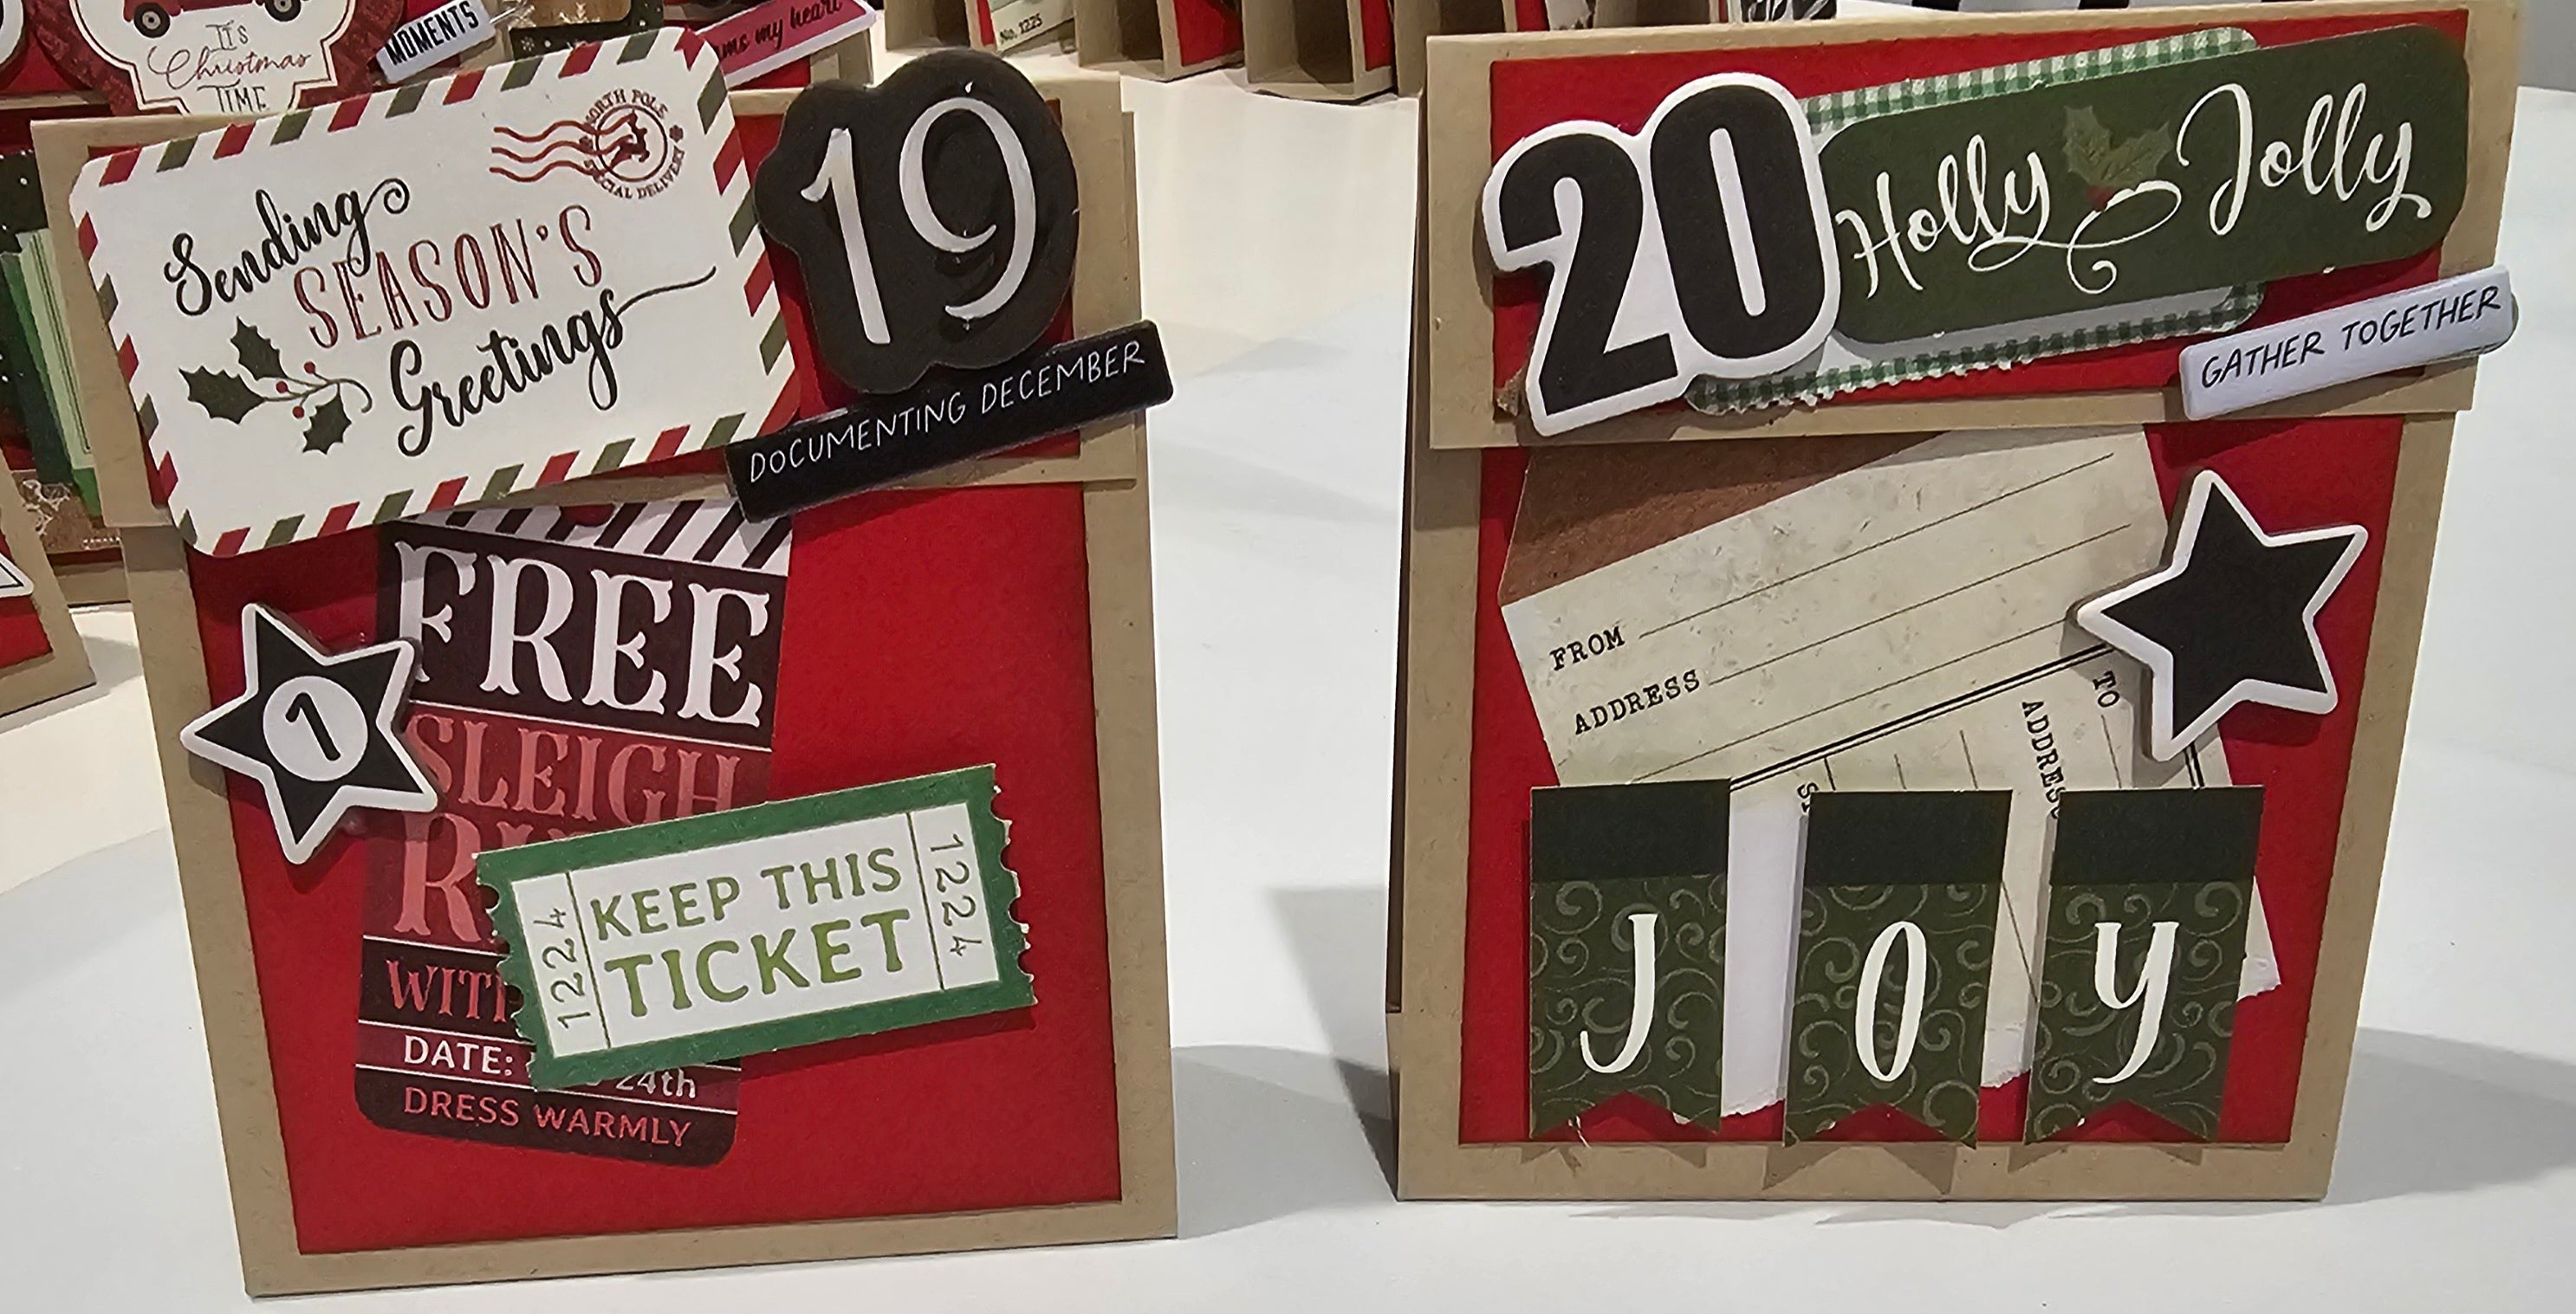 IT'S
Christmas
TIME
MOMENTS
my heart
No. 1225
NORTH POLE
SPECIAL DELIVERY
Sending
SEASON'S
Greetings
19
DOCUMENTING DECEMBER
1
FREE
SLEIGH
WITH
DATE: 24th
DRESS WARMLY
1224
KEEP THIS
TICKET
1224
20
Holly Jolly
GATHER TOGETHER
FROM
ADDRESS
TO
ADDRESS
J O Y